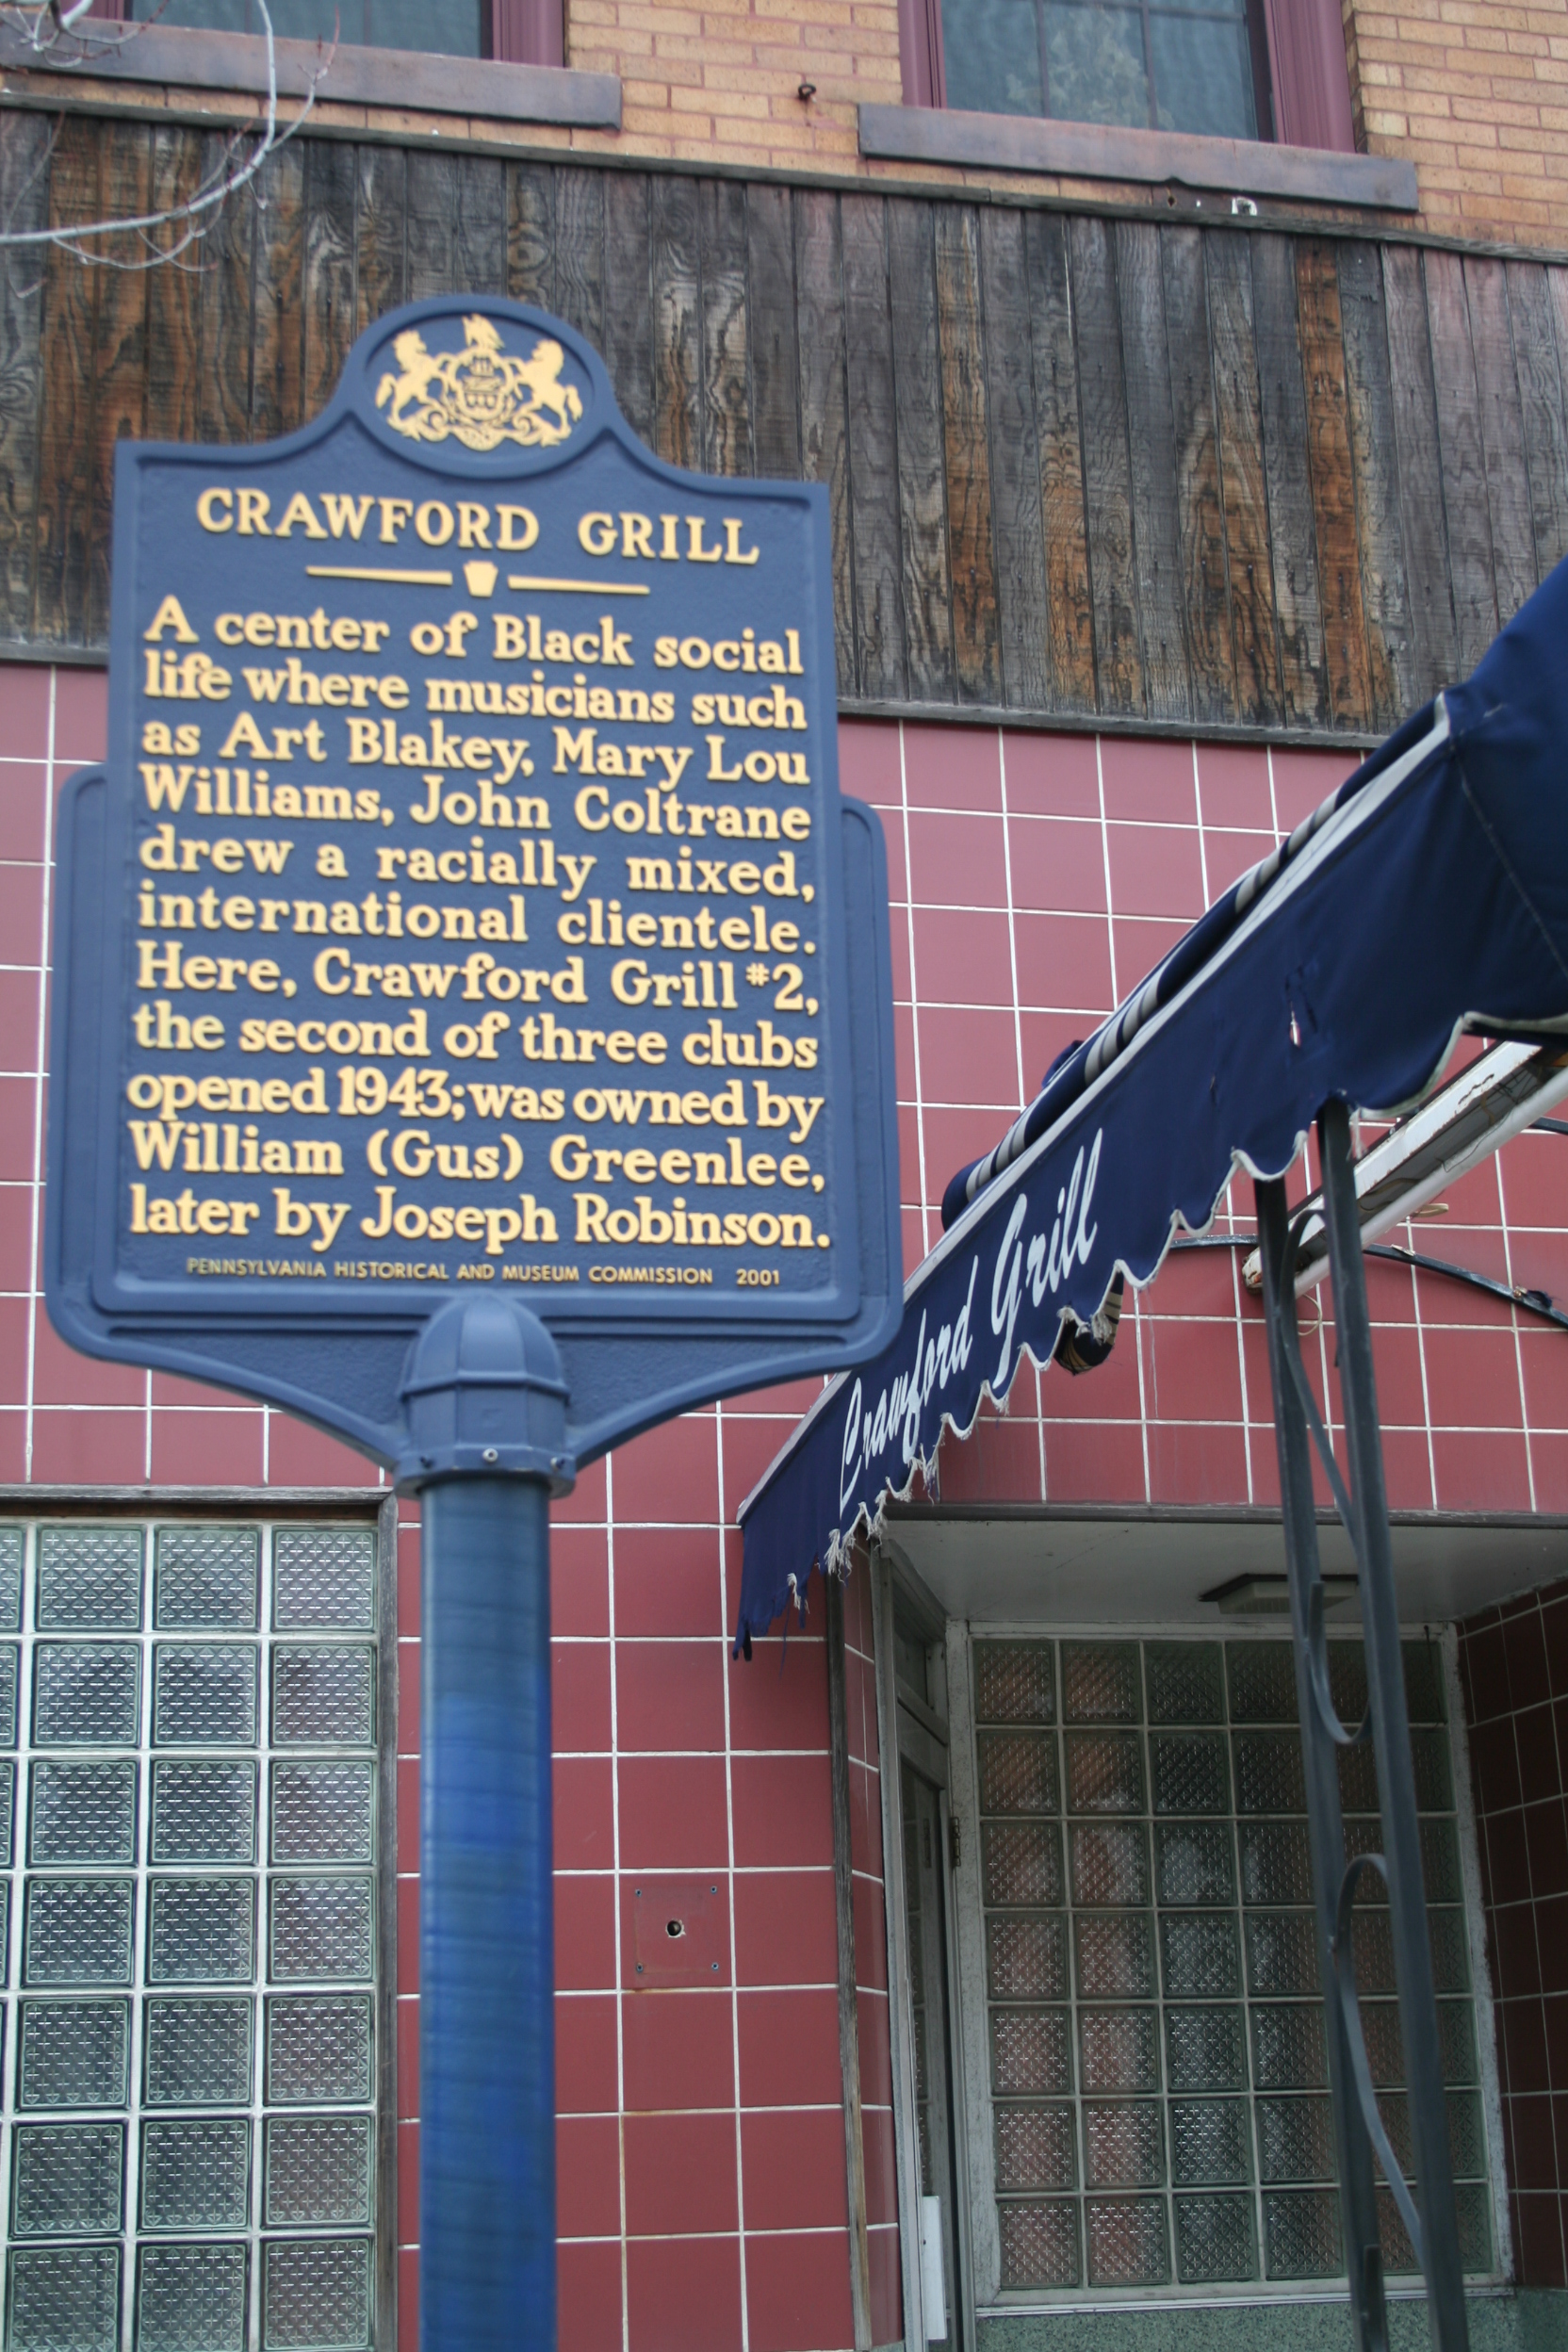 CRAWFORD GRILL
A center of Black social
life where musicians such
as Art Blakey, Mary Lou
Williams, John Coltrane
drew a racially mixed,
international clientele.
Here, Crawford Grill #2,
the second of three clubs
opened 1943; was owned by
William (Gus) Greenlee,
later by Joseph Robinson.
PENNSYLVANIA HISTORICAL AND MUSEUM COMMISSION 2001
Crawford Grill